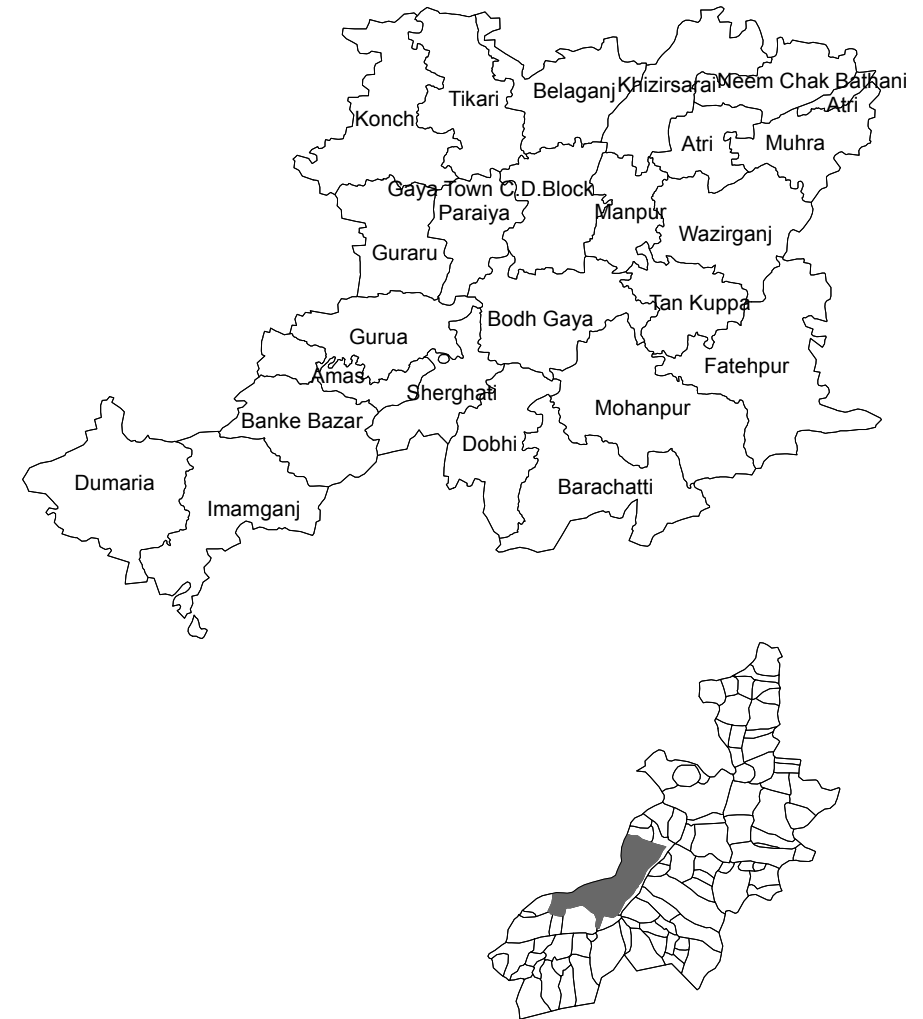 Tikari
Belaganj
Khizirsarai
Neem Chak Bathani
Atri
Konch
Atri
Muhra
Gaya Town C.D.Block
Paraiya
Manpur
Wazirganj
Guraru
Tan Kuppa
Bodh Gaya
Gurua
Fatehpur
Amas
Sherghati
Mohanpur
Banke Bazar
Dobhi
Dumaria
Barachatti
Imamganj